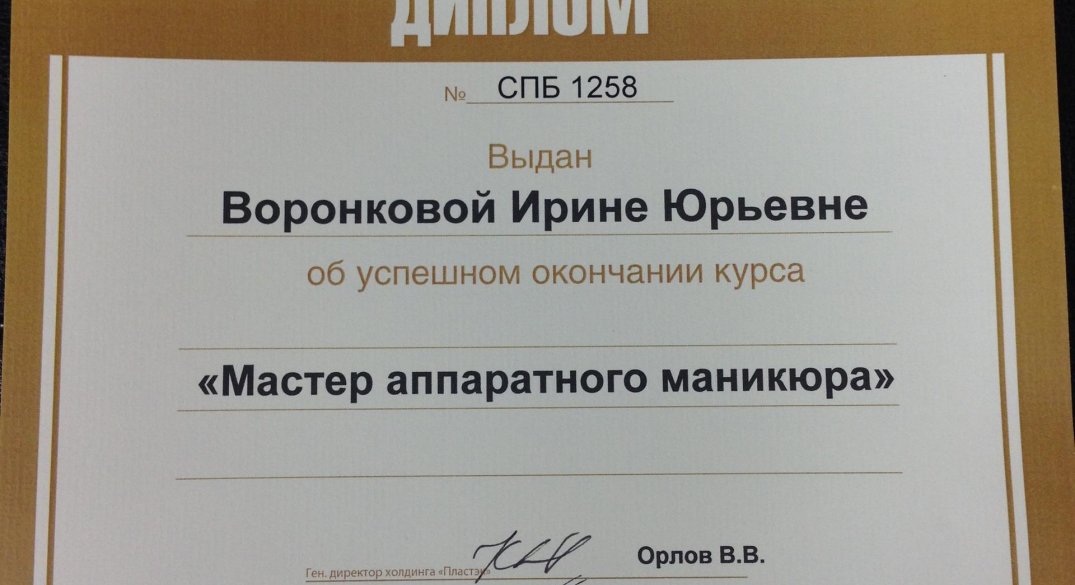 ДИПЛОМ
№ СПБ 1258
Выдан
Воронковой Ирине Юрьевне
об успешном окончании курса
«Мастер аппаратного маникюра»
Ген. директор холдинга «Пластэк» Орлов В.В.